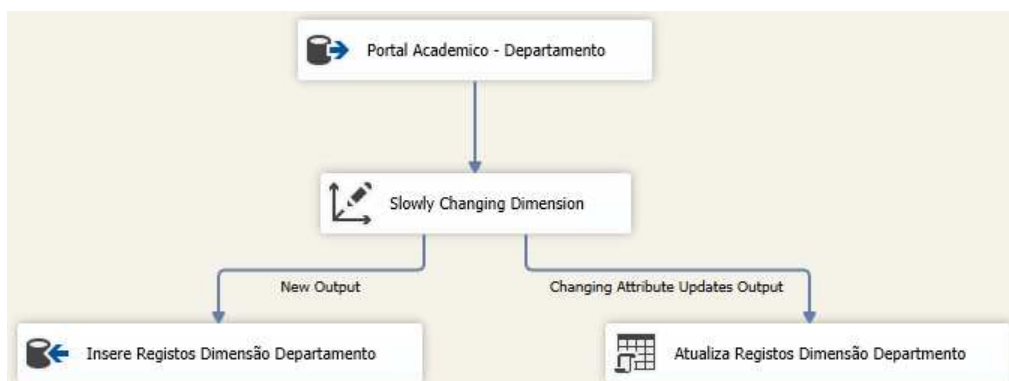 Portal Academico - Departamento
Slowly Changing Dimension
New Output
Changing Attribute Updates Output
Insere Registos Dimensão Departamento
Atualiza Registos Dimensão Departmento